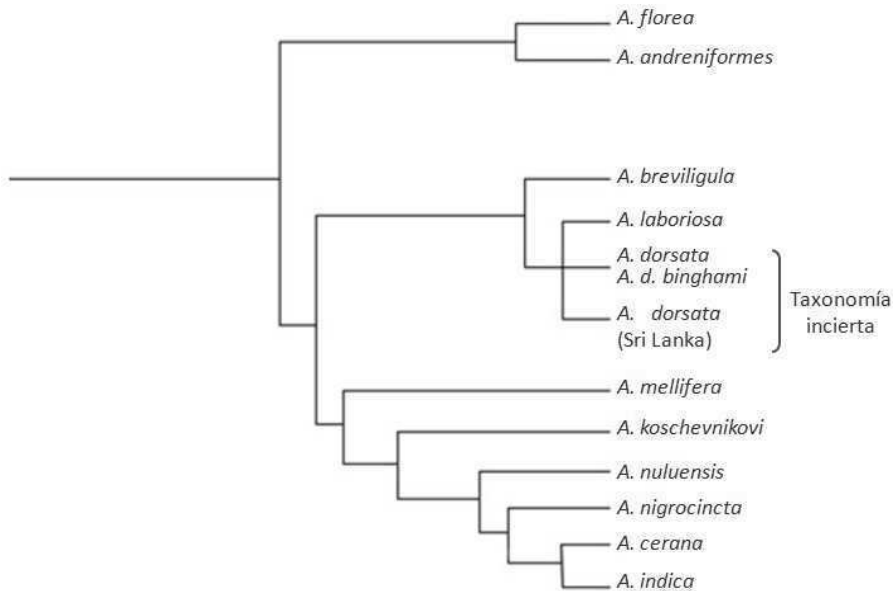 A. florea
A. andreniformes
A. breviligula
A. laboriosa
A. dorsata
A. d. binghami
A. dorsata
(Sri Lanka)
Taxonomía
incierta
A. mellifera
A. koschevnikovi
A. nuluensis
A. nigrocincta
A. cerana
A. indica